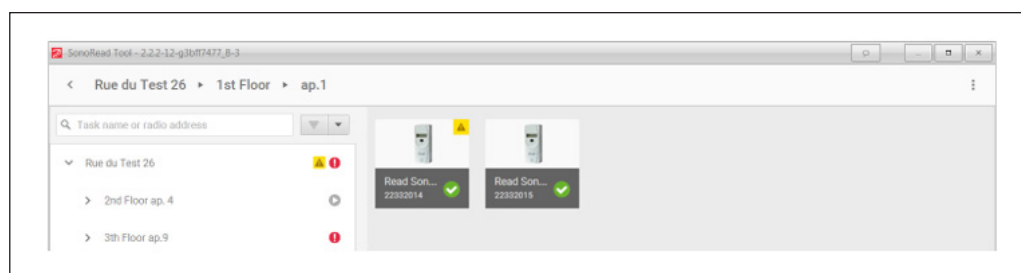 SonoRead Tool - 2.2.2-12-g3bff7477_B-3
Rue du Test 26 ▸ 1st Floor ▸ ap.1
Task name or radio address
Rue du Test 26
2nd Floor ap. 4
3th Floor ap.9
Read Son...
22332014
Read Son...
22332015